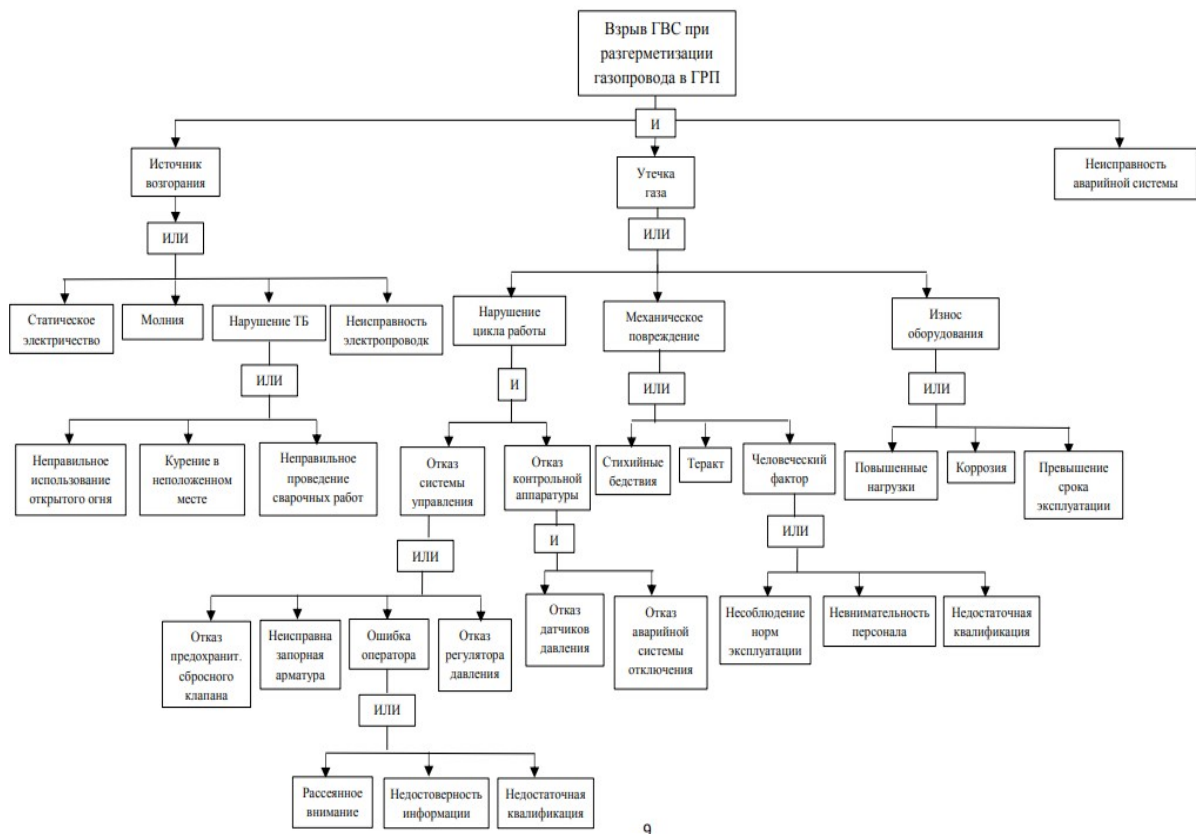 Взрыв ГВС при
разгерметизации
газопровода в ГРП
И
Источник
возгорания
Утечка
газа
Неисправность
аварийной системы
ИЛИ
ИЛИ
Статическое
электричество
Молния
Нарушение ТБ
Неисправность
электропроводк
Нарушение
цикла работы
Механическое
повреждение
Износ
оборудования
ИЛИ
И
ИЛИ
ИЛИ
Неправильное
использование
открытого огня
Курение в
неположенном
месте
Неправильное
проведение
сварочных работ
Отказ
системы
управления
Отказ
контрольной
аппаратуры
Стихийные
бедствия
Теракт
Человеческий
фактор
Повышенные
нагрузки
Коррозия
Превышение
срока
эксплуатации
ИЛИ
И
ИЛИ
Отказ
предохранит.
сбросного
клапана
Неисправна
запорная
арматура
Ошибка
оператора
Отказ
регулятора
давления
Отказ
датчиков
давления
Отказ
аварийной
системы
отключения
Несоблюдение
норм
эксплуатации
Невнимательность
персонала
Недостаточная
квалификация
ИЛИ
Рассеянное
внимание
Недостоверность
информации
Недостаточная
квалификация
9